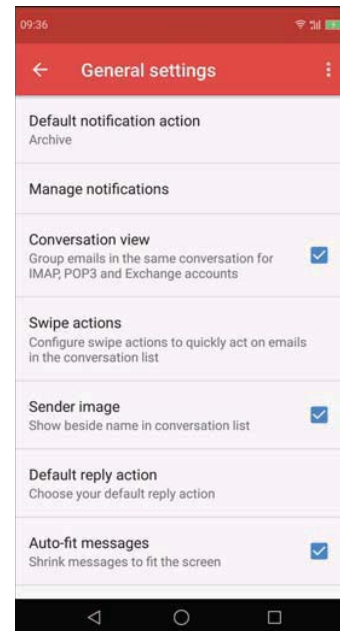 09:36
General settings
Default notification action
Archive
Manage notifications
Conversation view
Group emails in the same conversation for
IMAP, POP3 and Exchange accounts
Swipe actions
Configure swipe actions to quickly act on emails
in the conversation list
Sender image
Show beside name in conversation list
Default reply action
Choose your default reply action
Auto-fit messages
Shrink messages to fit the screen